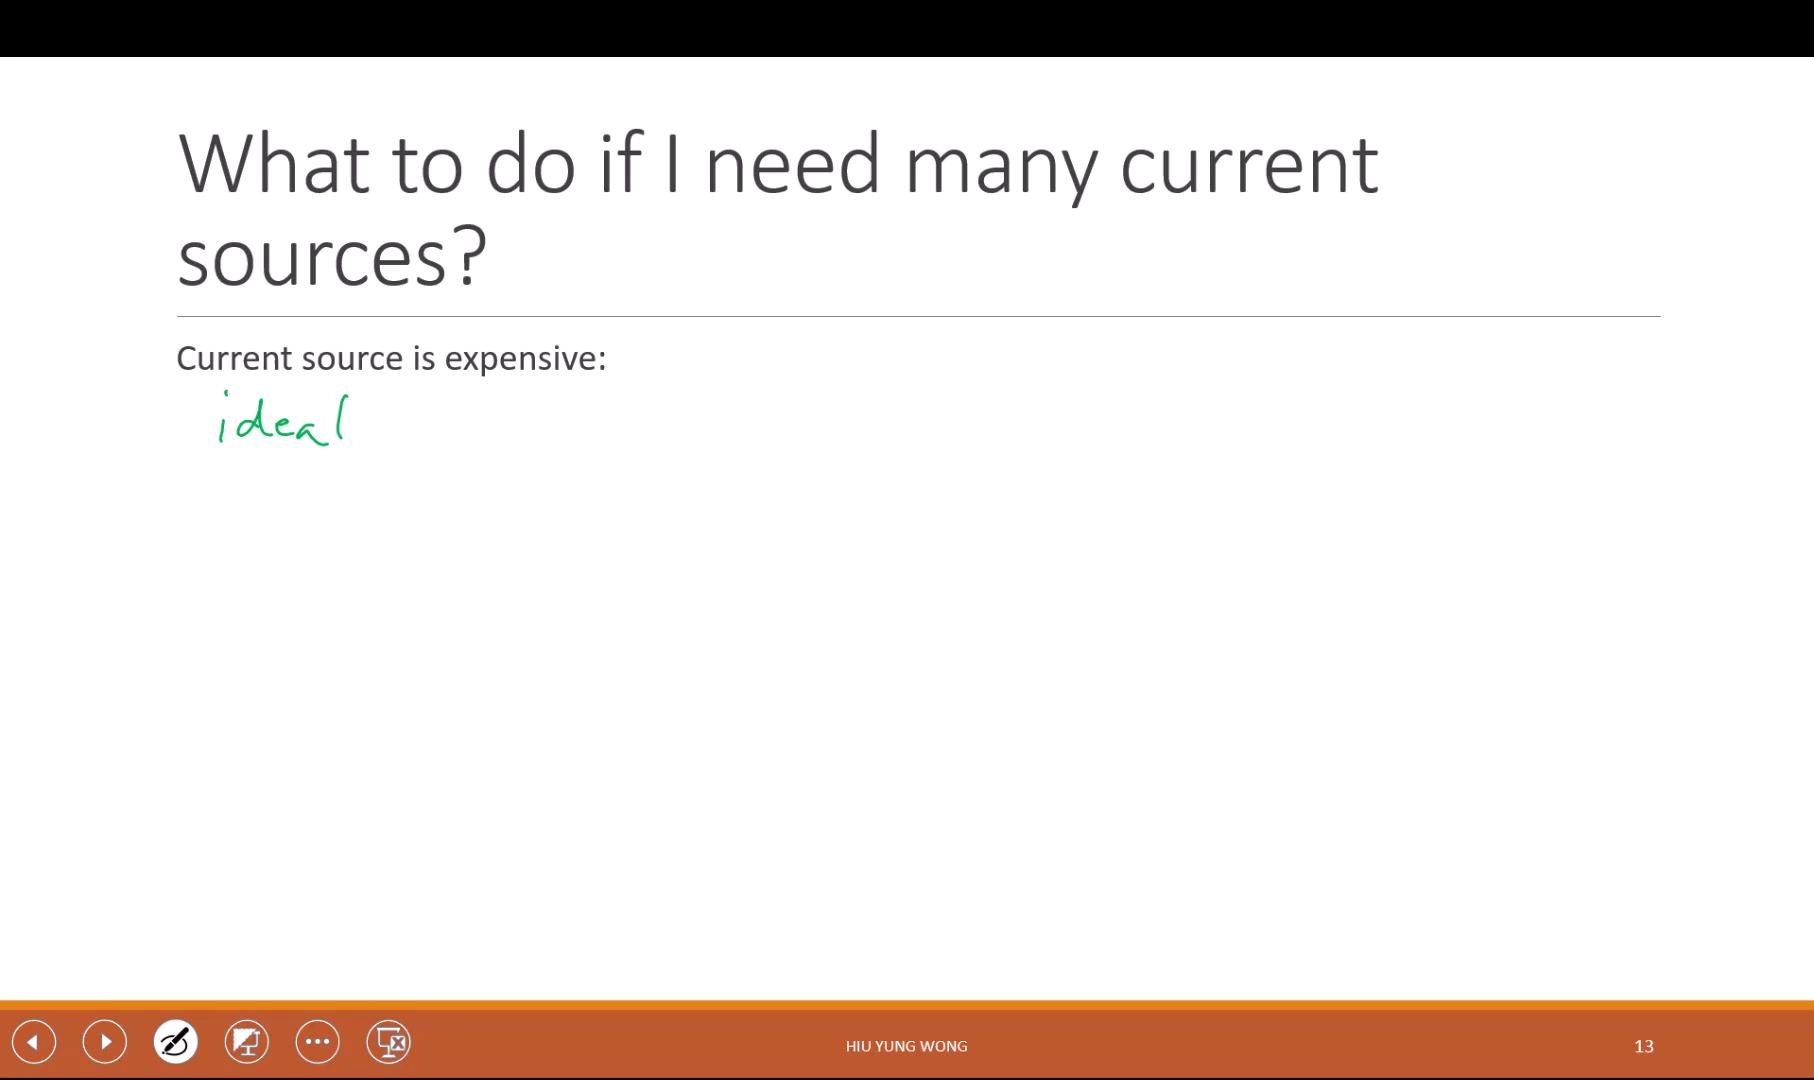 What to do if I need many current
sources?
Current source is expensive:
ideal
HIU YUNG WONG
13